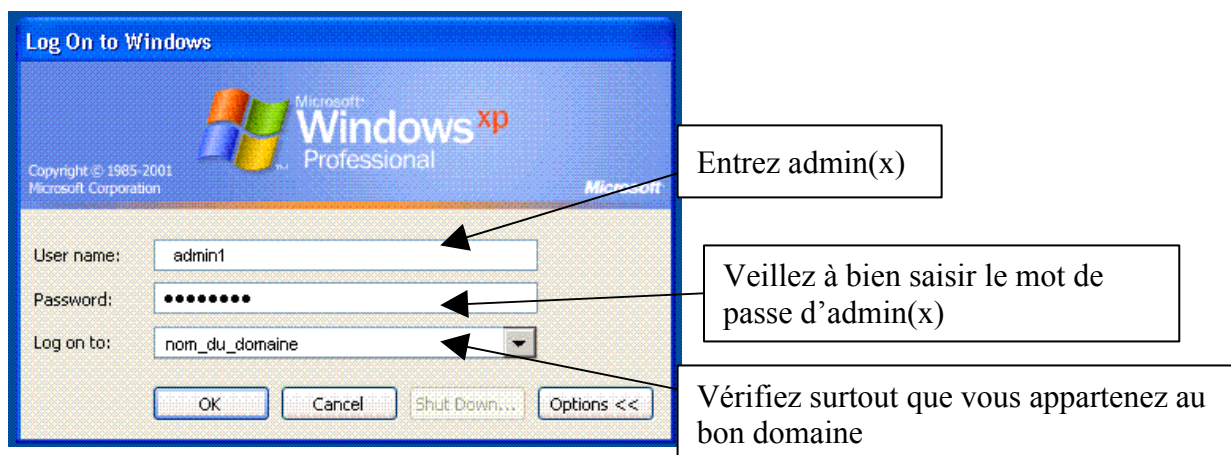 Log On to Windows
Microsoft
Windows xp
Professional
Copyright © 1985-2001
Microsoft Corporation
Microsoft
Entrez admin(x)
User name:
admin1
Veillez à bien saisir le mot de
passe d’admin(x)
Password:
●●●●●●●●
Log on to:
nom_du_domaine
OK
Cancel
Shut Down...
Options <<
Vérifiez surtout que vous appartenez au
bon domaine